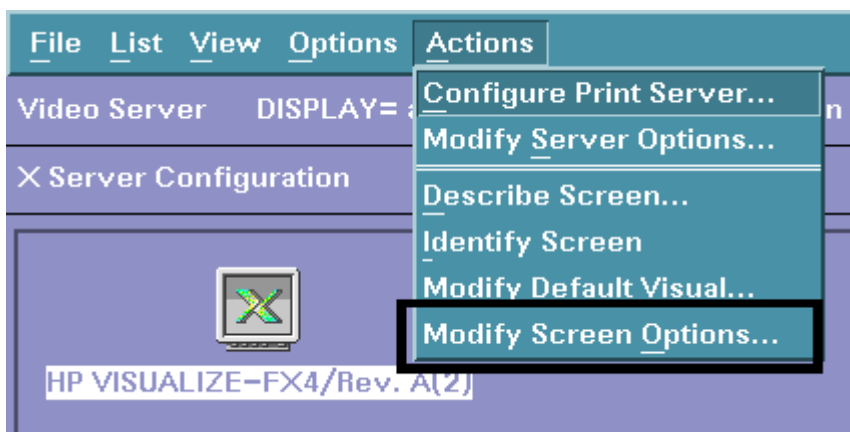 File List View Options Actions
Video Server DISPLAY=
X Server Configuration
Configure Print Server...
Modify Server Options...
Describe Screen...
Identify Screen
Modify Default Visual...
Modify Screen Options...
HP VISUALIZE-FX4/Rev. A(2)